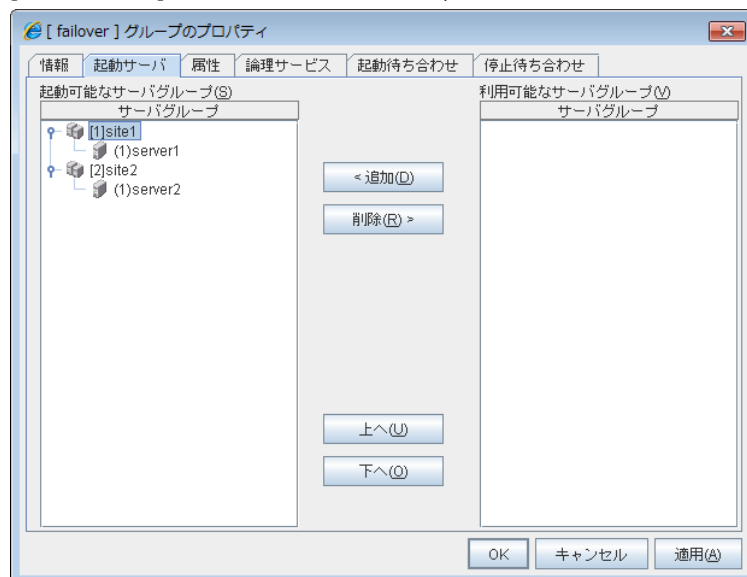 [ failover ] グループのプロパティ
情報 起動サーバ 属性 論理サービス 起動待ち合わせ 停止待ち合わせ
起動可能なサーバグループ(S) 利用可能なサーバグループ(V)
サーバグループ サーバグループ
[1]site1
(1)server1
[2]site2
(1)server2
< 追加(D)
削除(R) >
上へ(U)
下へ(O)
OK キャンセル 適用(A)